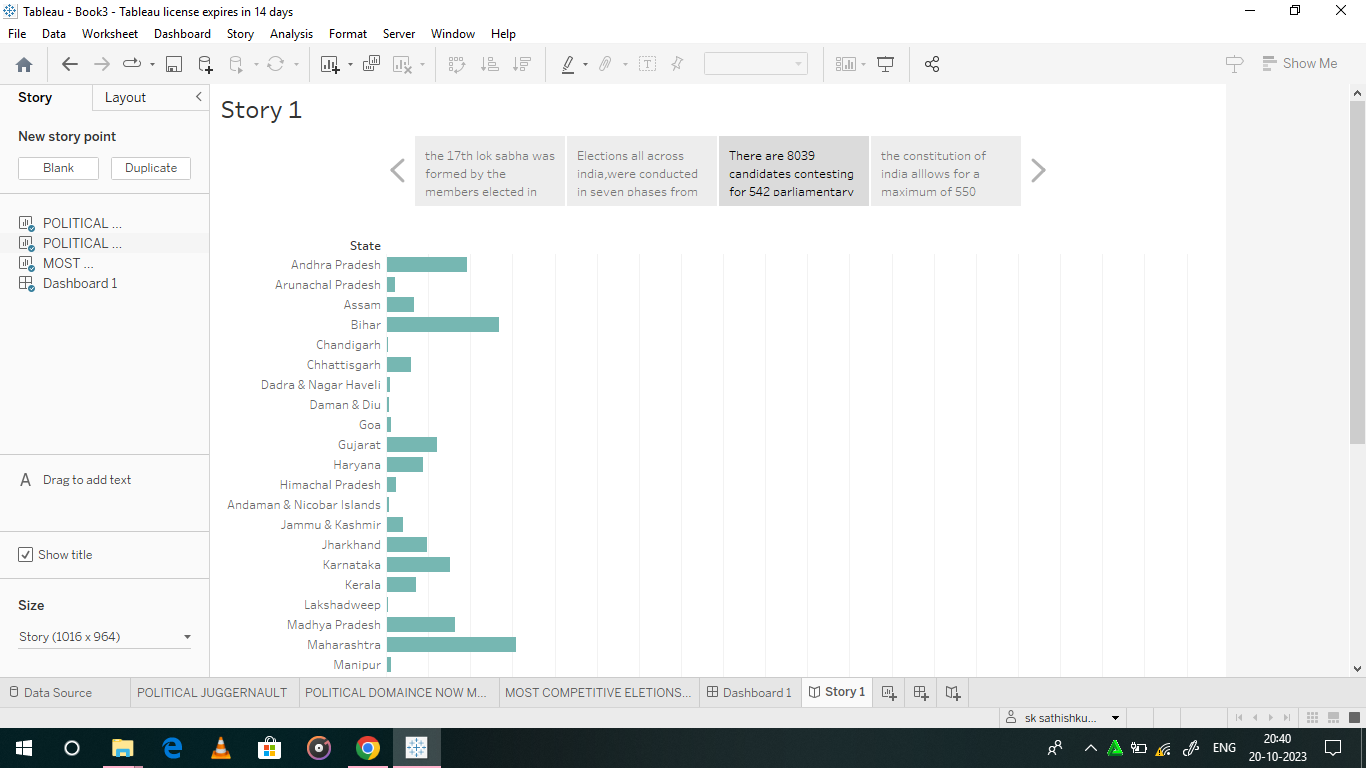 Tableau - Book3 - Tableau license expires in 14 days
File Data Worksheet Dashboard Story Analysis Format Server Window Help
Show Me
Story Layout
New story point
Blank Duplicate
POLITICAL ...
POLITICAL ...
MOST ...
Dashboard 1
A Drag to add text
Show title
Size
Story (1016 x 964)
Story 1
the 17th lok sabha was
formed by the
members elected in
Elections all across
india,were conducted
in seven phases from
There are 8039
candidates contesting
for 542 parliamentary
the constitution of
india alllows for a
maximum of 550
State
Andhra Pradesh
Arunachal Pradesh
Assam
Bihar
Chandigarh
Chhattisgarh
Dadra & Nagar Haveli
Daman & Diu
Goa
Gujarat
Haryana
Himachal Pradesh
Andaman & Nicobar Islands
Jammu & Kashmir
Jharkhand
Karnataka
Kerala
Lakshadweep
Madhya Pradesh
Maharashtra
Manipur
Data Source POLITICAL JUGGERNAULT POLITICAL DOMAINCE NOW M... MOST COMPETITIVE ELETIONS... Dashboard 1 Story 1
sk sathishku...
ENG 20:40
20-10-2023